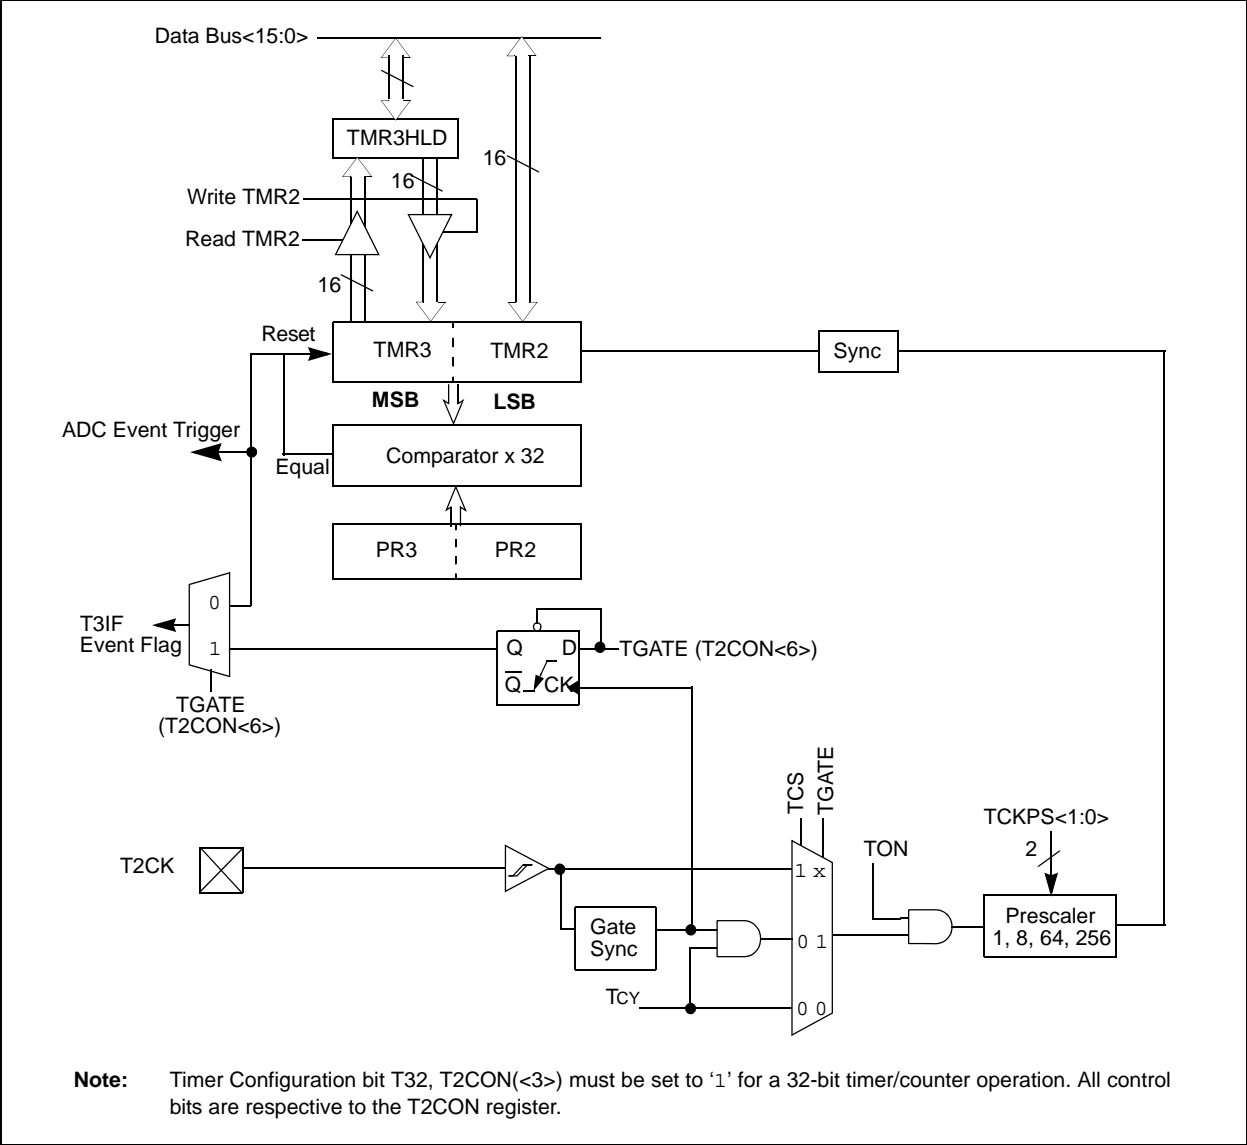 Data Bus<15:0>
TMR3HLD
16
16
Write TMR2
Read TMR2
16
Reset
TMR3
TMR2
Sync
MSB
LSB
ADC Event Trigger
Equal
Comparator x 32
PR3
PR2
0
T3IF
Event Flag
1
Q
D
TGATE (T2CON<6>)
Q
CK
TGATE
(T2CON<6>)
TCS
TGATE
TCKPS<1:0>
2
TON
T2CK
1 x
Prescaler
1, 8, 64, 256
Gate
Sync
0 1
TCY
0 0
Note: Timer Configuration bit T32, T2CON(<3>) must be set to ‘1’ for a 32-bit timer/counter operation. All control
bits are respective to the T2CON register.